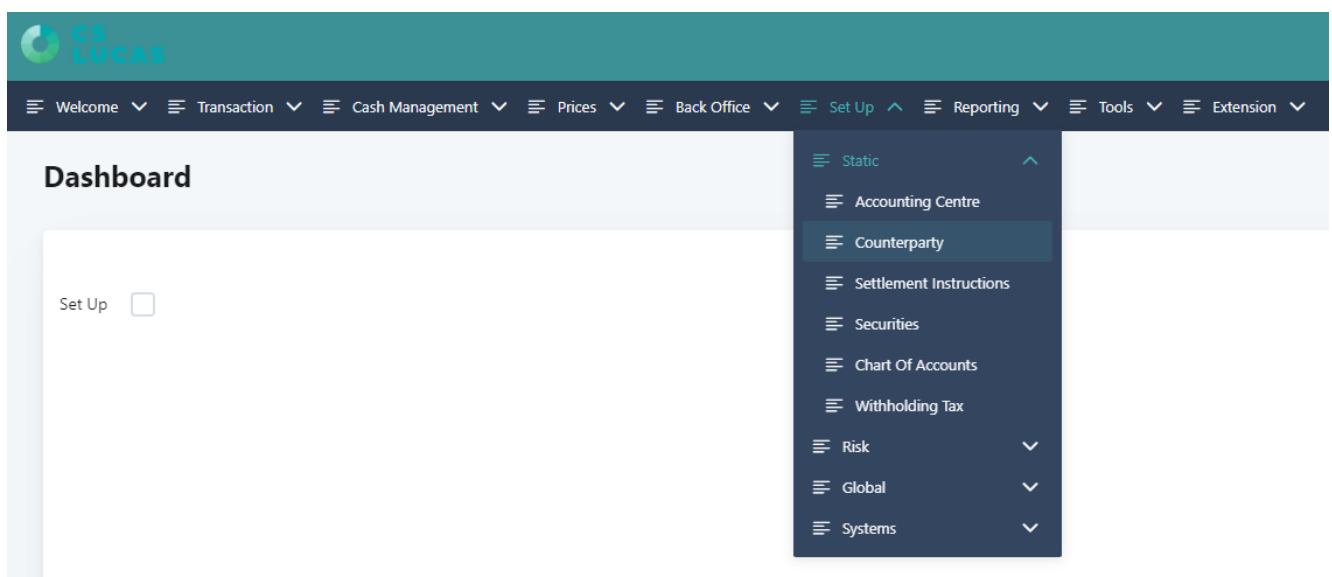 CS
LUCAS
Welcome Transaction Cash Management Prices Back Office Set Up Reporting Tools Extension
Dashboard
Set Up
Static
Accounting Centre
Counterparty
Settlement Instructions
Securities
Chart Of Accounts
Withholding Tax
Risk
Global
Systems